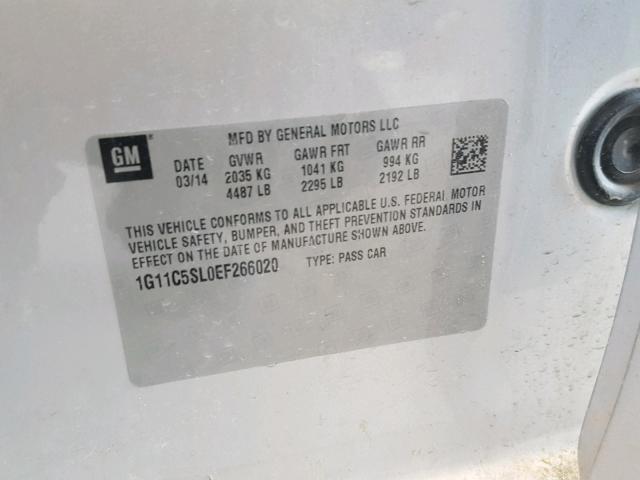 GM
MFD BY GENERAL MOTORS LLC
DATE GVWR GAWR FRT GAWR RR
03/14 2035 KG 1041 KG 994 KG
4487 LB 2295 LB 2192 LB
THIS VEHICLE CONFORMS TO ALL APPLICABLE U.S. FEDERAL MOTOR
VEHICLE SAFETY, BUMPER, AND THEFT PREVENTION STANDARDS IN
EFFECT ON THE DATE OF MANUFACTURE SHOWN ABOVE.
1G11C5SL0EF266020 TYPE: PASS CAR